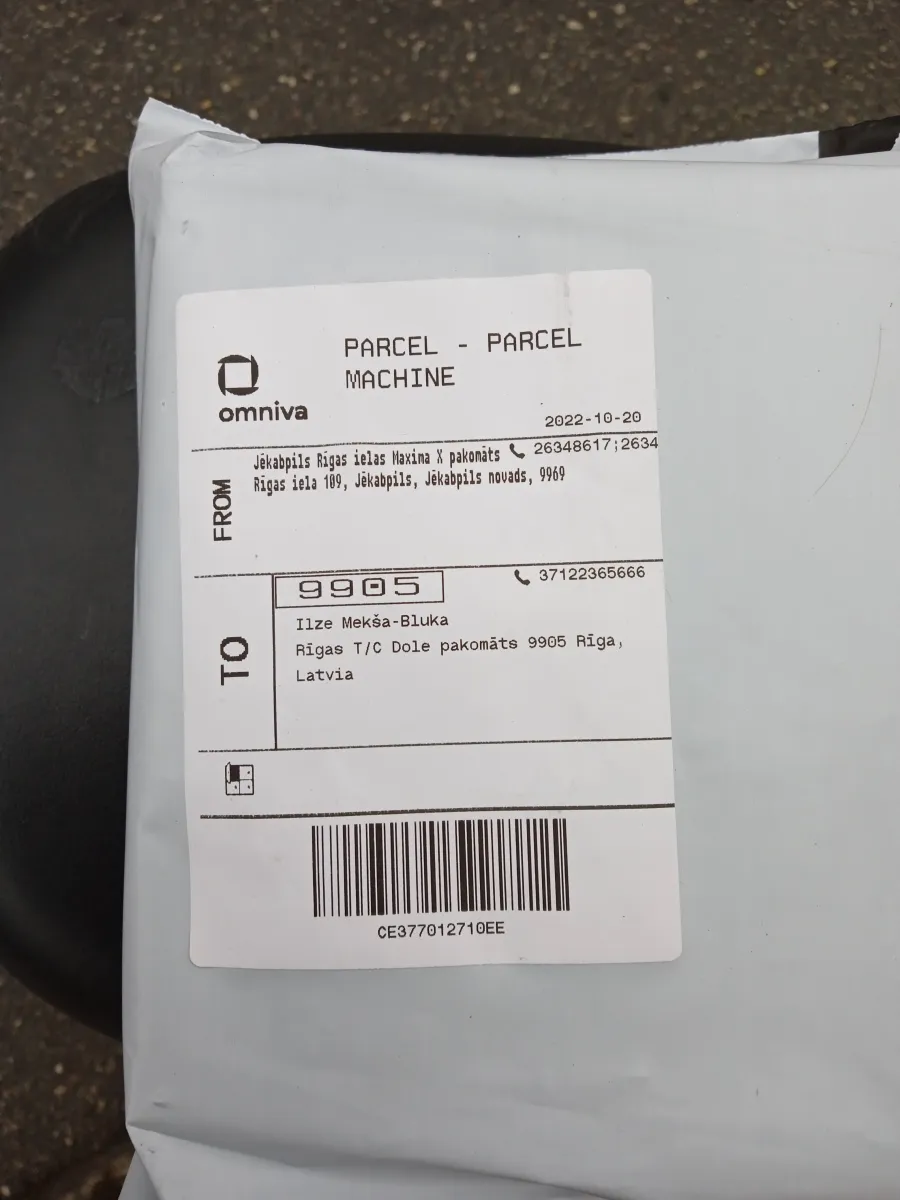 PARCEL - PARCEL
MACHINE
omniva
2022-10-20
FROM
Jēkabpils Rīgas ielas Maxima X pakomāts 26348617;2634
Rīgas iela 109, Jēkabpils, Jēkabpils novads, 9969
TO
9905
37122365666
Ilze Mekša-Bluka
Rīgas T/C Dole pakomāts 9905 Rīga,
Latvia
CE377012710EE